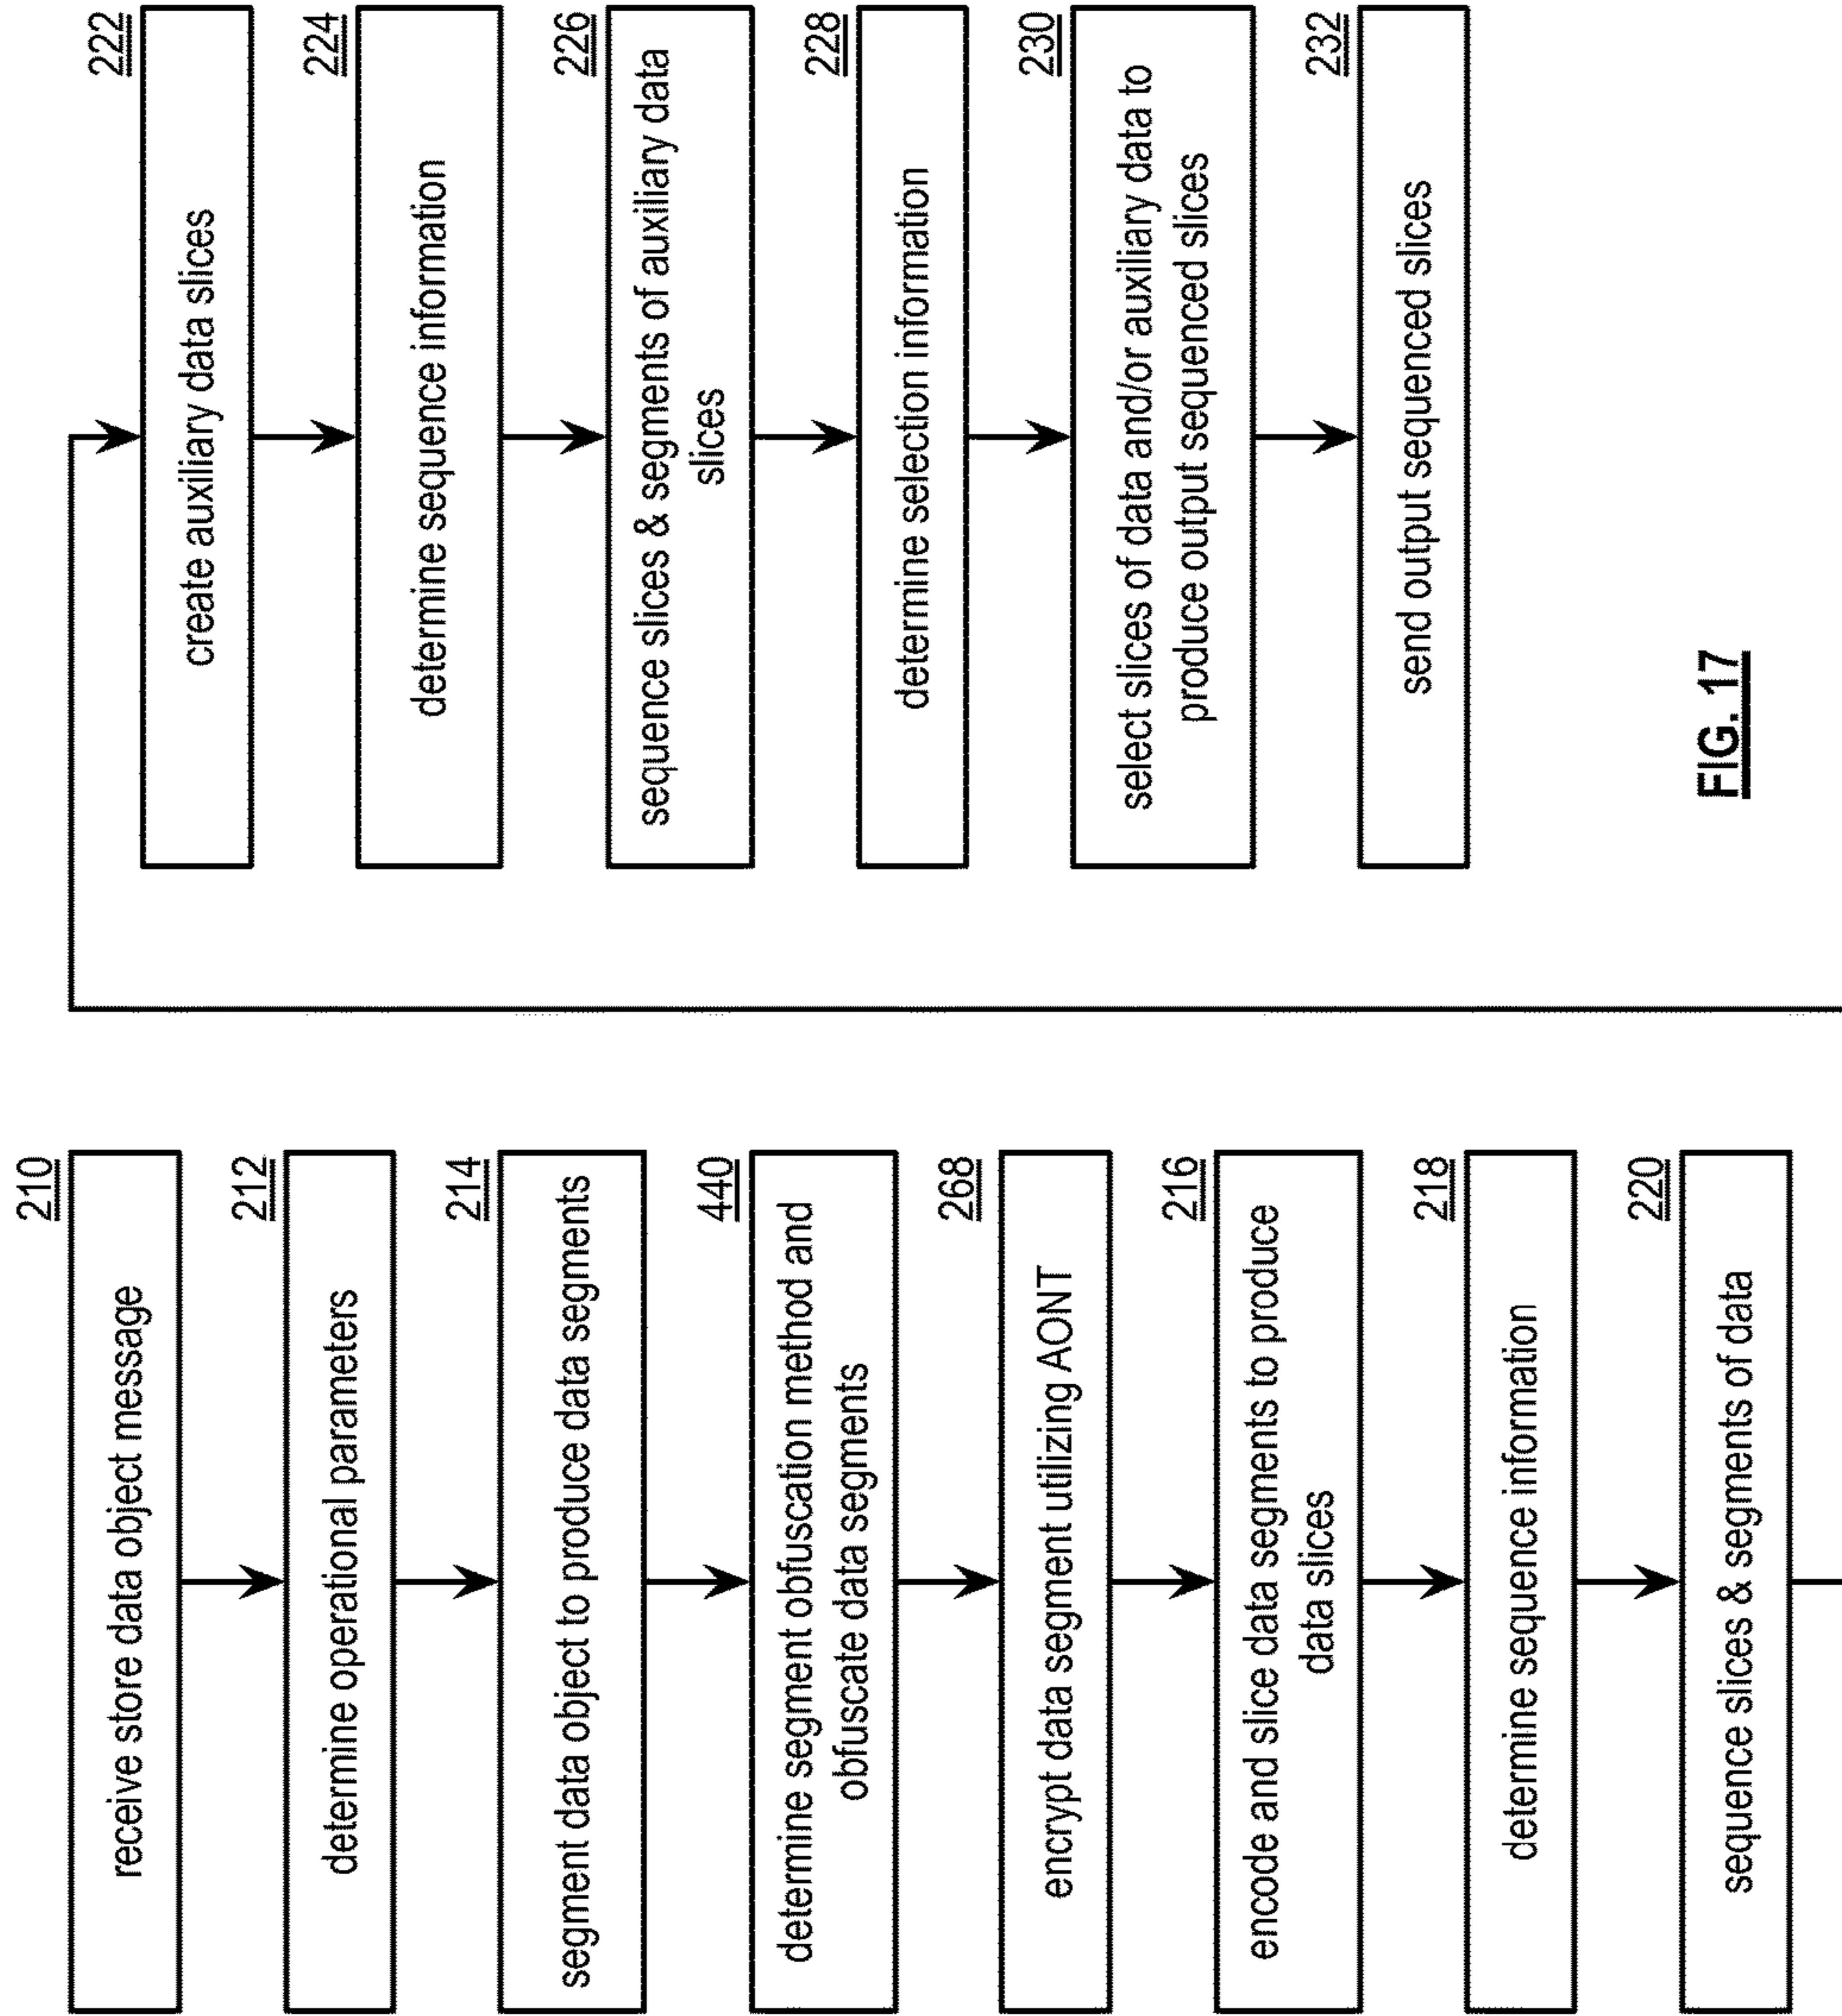 210
receive store data object message
212
determine operational parameters
214
segment data object to produce data segments
440
determine segment obfuscation method and
obfuscate data segments
268
encrypt data segment utilizing AONT
216
encode and slice data segments to produce
data slices
218
determine sequence information
220
sequence slices & segments of data
222
create auxiliary data slices
224
determine sequence information
226
sequence slices & segments of auxiliary data
slices
228
determine selection information
230
select slices of data and/or auxiliary data to
produce output sequenced slices
232
send output sequenced slices
FIG. 17